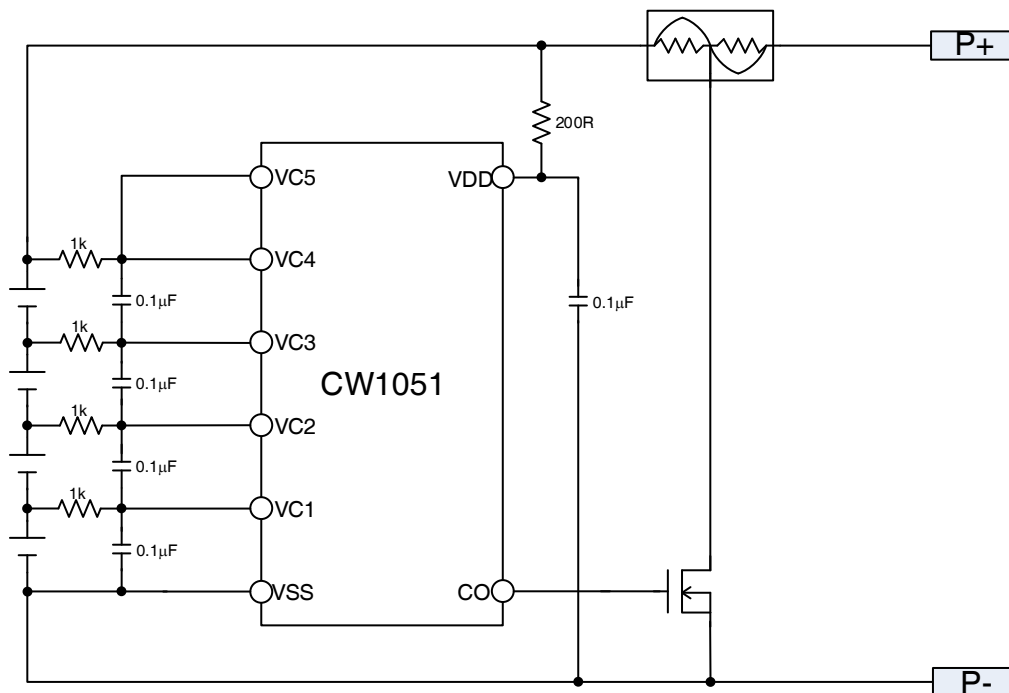 P+
200R
VC5
VDD
1k
VC4
0.1µF
0.1µF
1k
VC3
CW1051
0.1µF
1k
VC2
0.1µF
1k
VC1
0.1µF
VSS
CO
P-